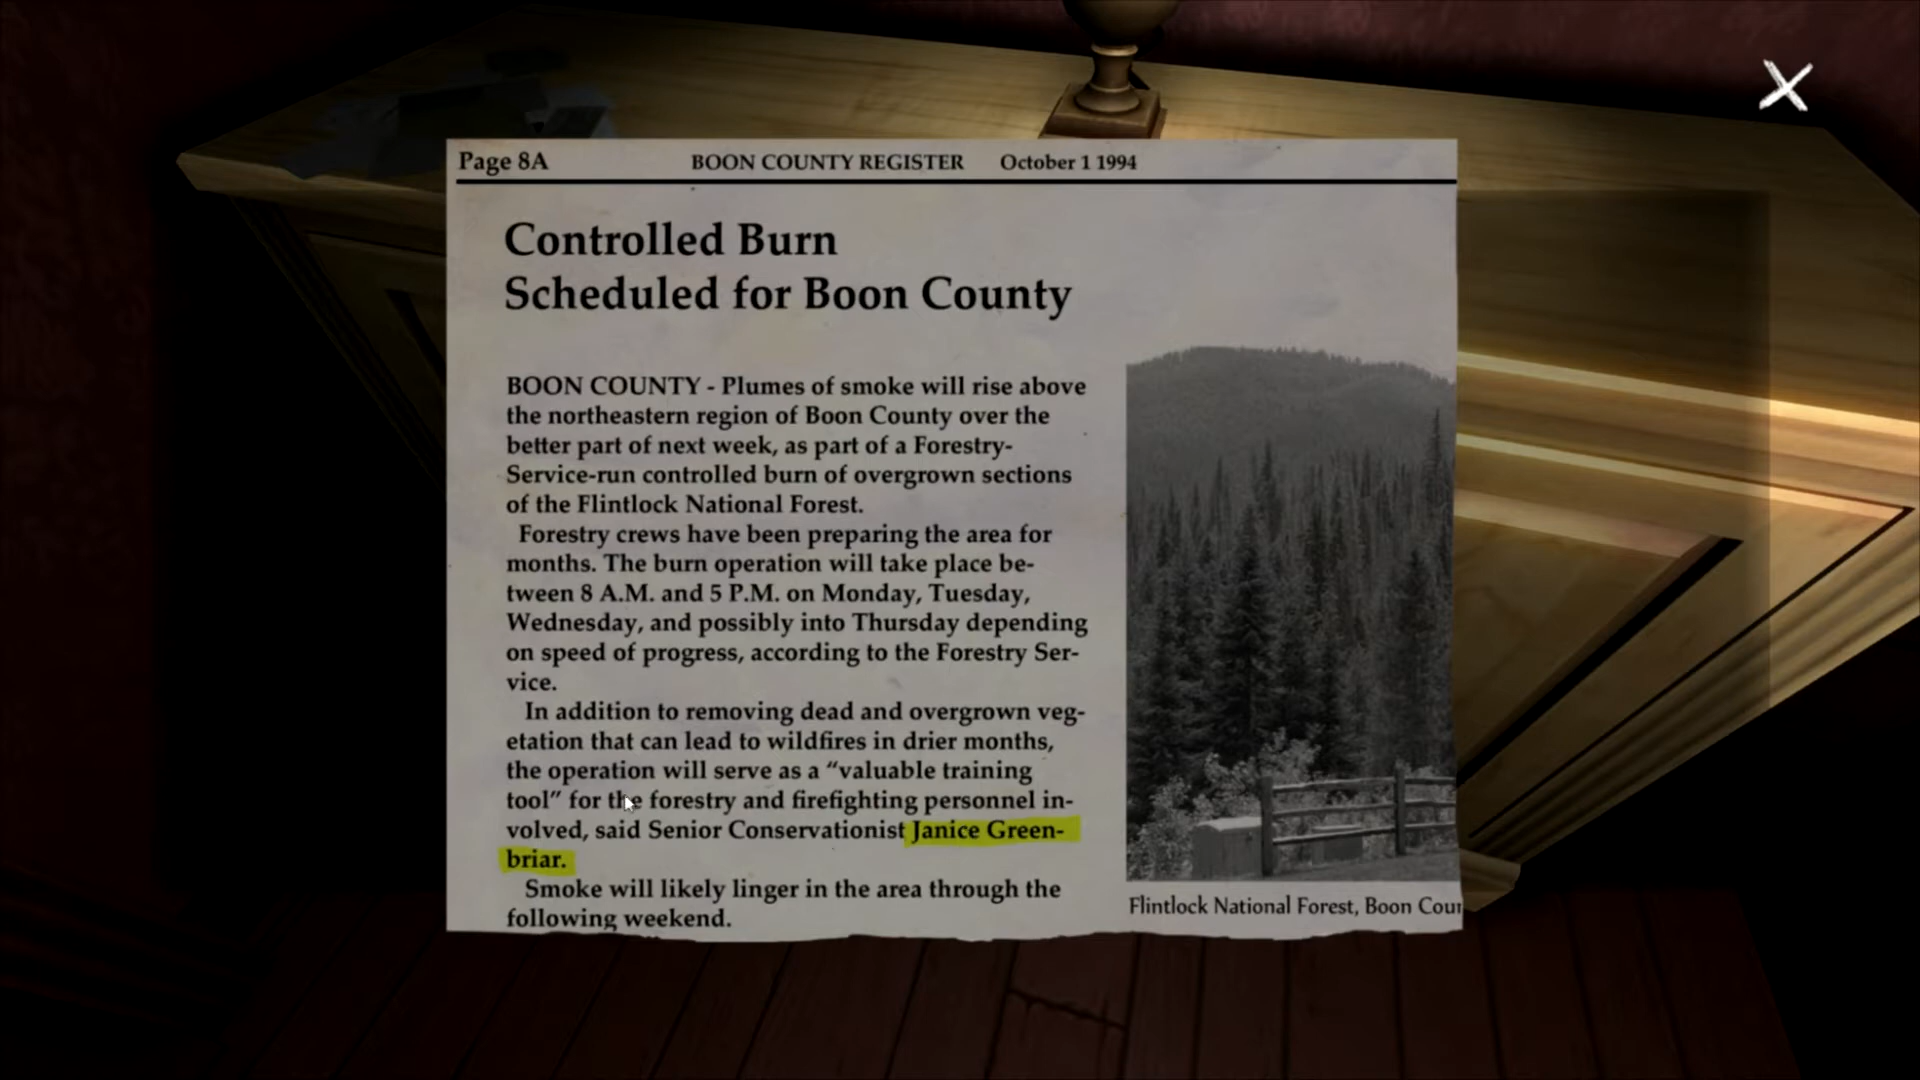 Page 8A BOON COUNTY REGISTER October 1 1994
Controlled Burn
Scheduled for Boon County
BOON COUNTY - Plumes of smoke will rise above
the northeastern region of Boon County over the
better part of next week, as part of a Forestry-
Service-run controlled burn of overgrown sections
of the Flintlock National Forest.
Forestry crews have been preparing the area for
months. The burn operation will take place be-
tween 8 A.M. and 5 P.M. on Monday, Tuesday,
Wednesday, and possibly into Thursday depending
on speed of progress, according to the Forestry Ser-
vice.
In addition to removing dead and overgrown veg-
etation that can lead to wildfires in drier months,
the operation will serve as a “valuable training
tool” for the forestry and firefighting personnel in-
volved, said Senior Conservationist Janice Green-
briar.
Smoke will likely linger in the area through the
following weekend.
Flintlock National Forest, Boon Coun